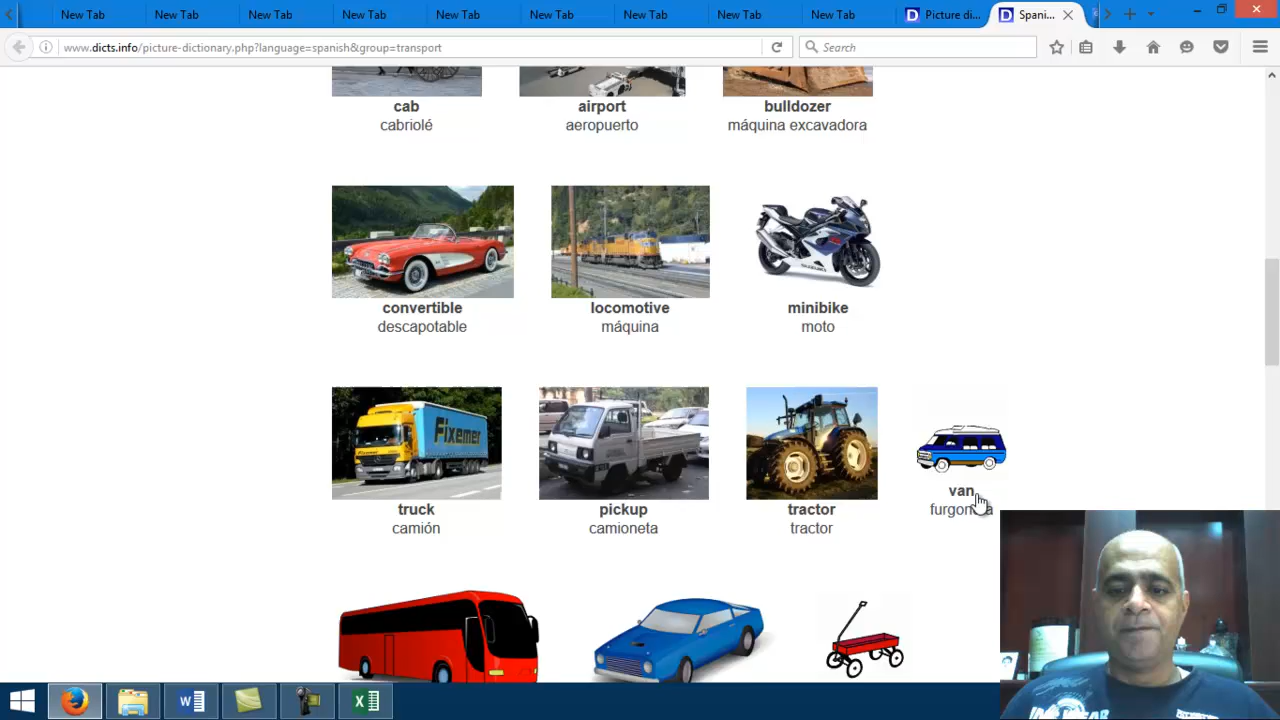 New Tab
New Tab
New Tab
New Tab
New Tab
New Tab
New Tab
New Tab
New Tab
Picture di...
Spani...
www.dicts.info/picture-dictionary.php?language=spanish&group=transport
Search
cab
cabriolé
airport
aeropuerto
bulldozer
máquina excavadora
convertible
descapotable
locomotive
máquina
SUZUKI
minibike
moto
Fixemer
Fixemer
truck
camión
pickup
camioneta
tractor
tractor
van